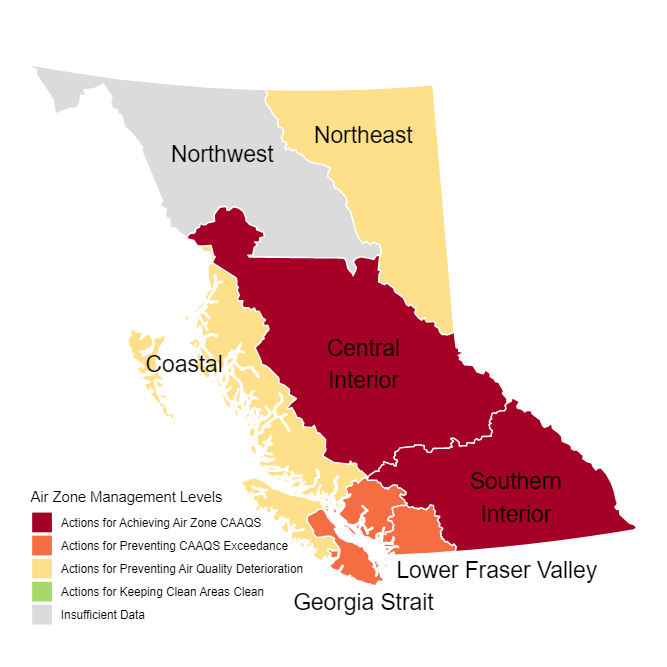 Northeast
Northwest
Central
Interior
Coastal
Southern
Interior
Air Zone Management Levels
Actions for Achieving Air Zone CAAQS
Actions for Preventing CAAQS Exceedance
Actions for Preventing Air Quality Deterioration
Actions for Keeping Clean Areas Clean
Insufficient Data
Lower Fraser Valley
Georgia Strait